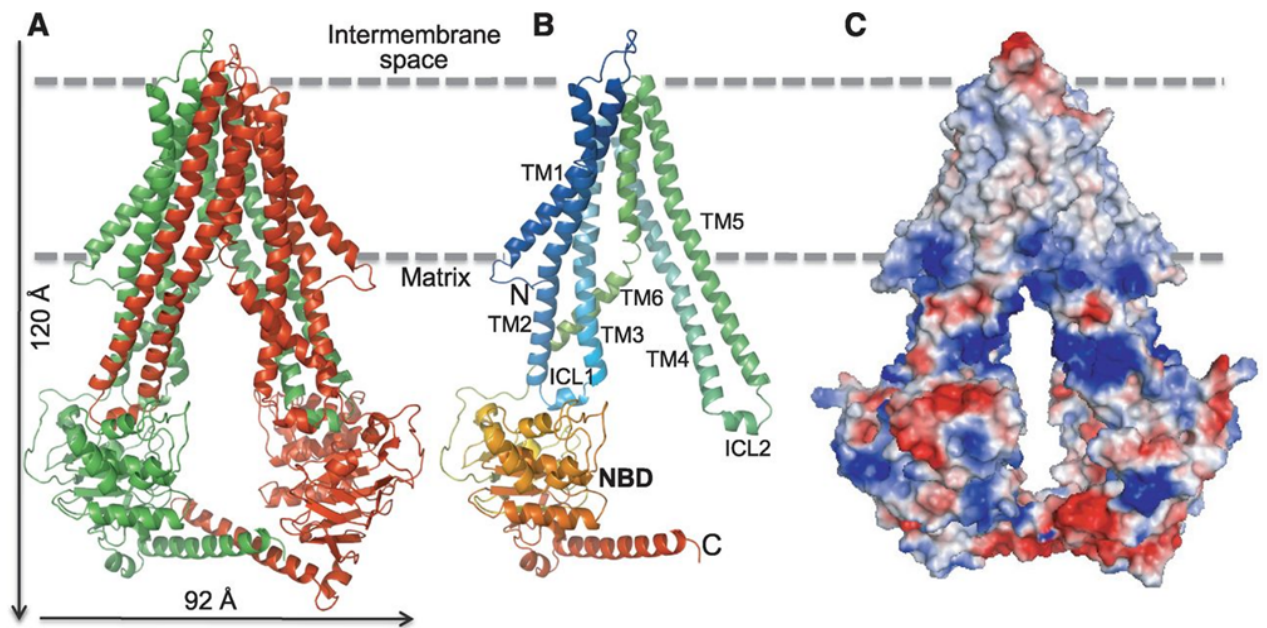 A
Intermembrane
space
B
C
TM1
TM5
Matrix
N
TM6
TM2
TM3
TM4
120 Å
ICL1
ICL2
NBD
C
92 Å